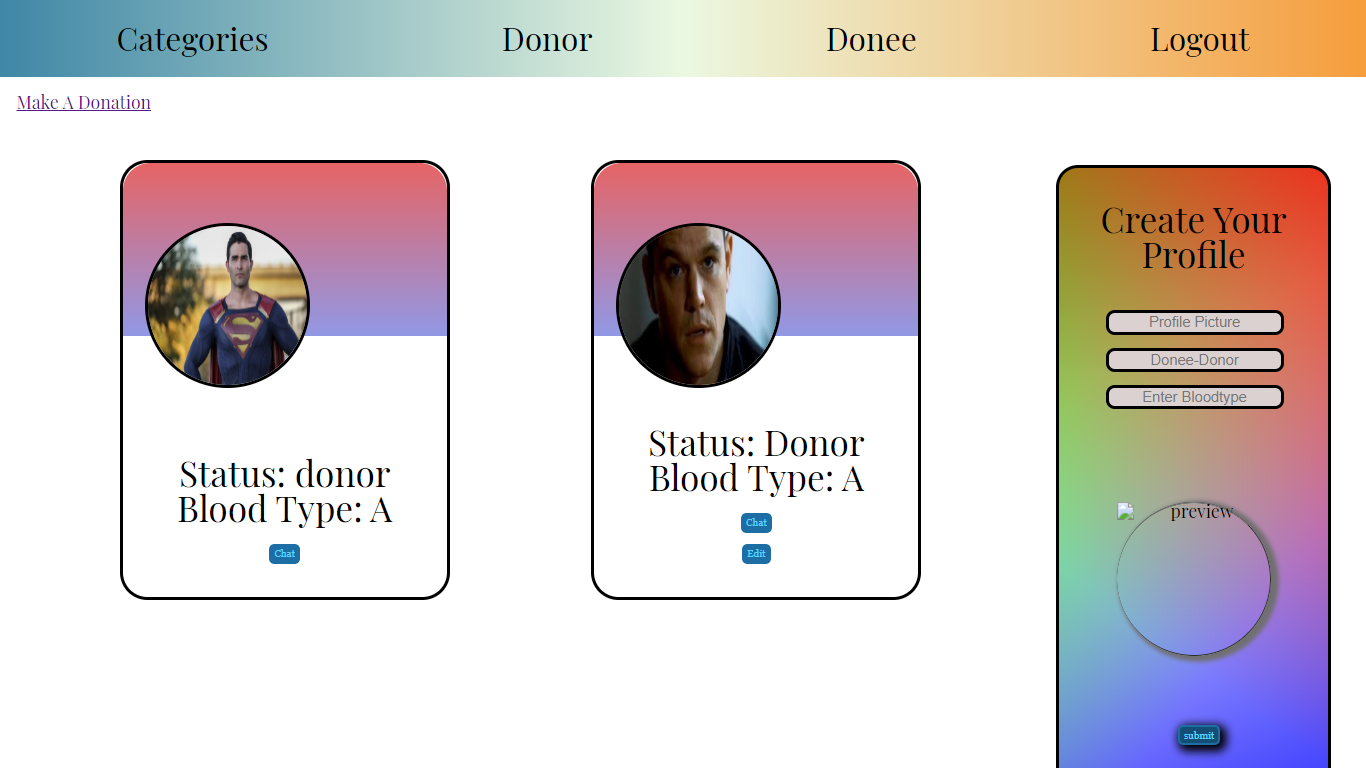 Categories
Donor
Donee
Logout
Make A Donation
Status: donor
Blood Type: A
Chat
Status: Donor
Blood Type: A
Chat
Edit
Create Your
Profile
Profile Picture
Donee-Donor
Enter Bloodtype
preview
submit